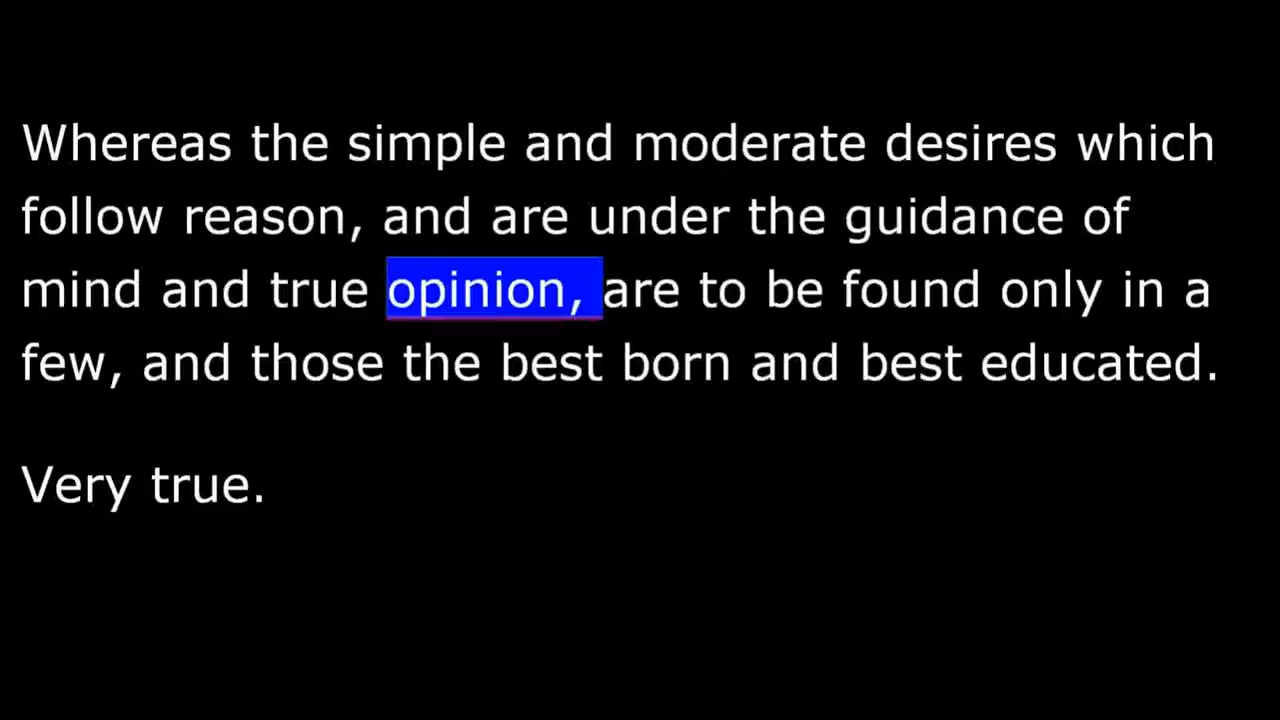 Whereas the simple and moderate desires which
follow reason, and are under the guidance of
mind and true opinion, are to be found only in a
few, and those the best born and best educated.
Very true.